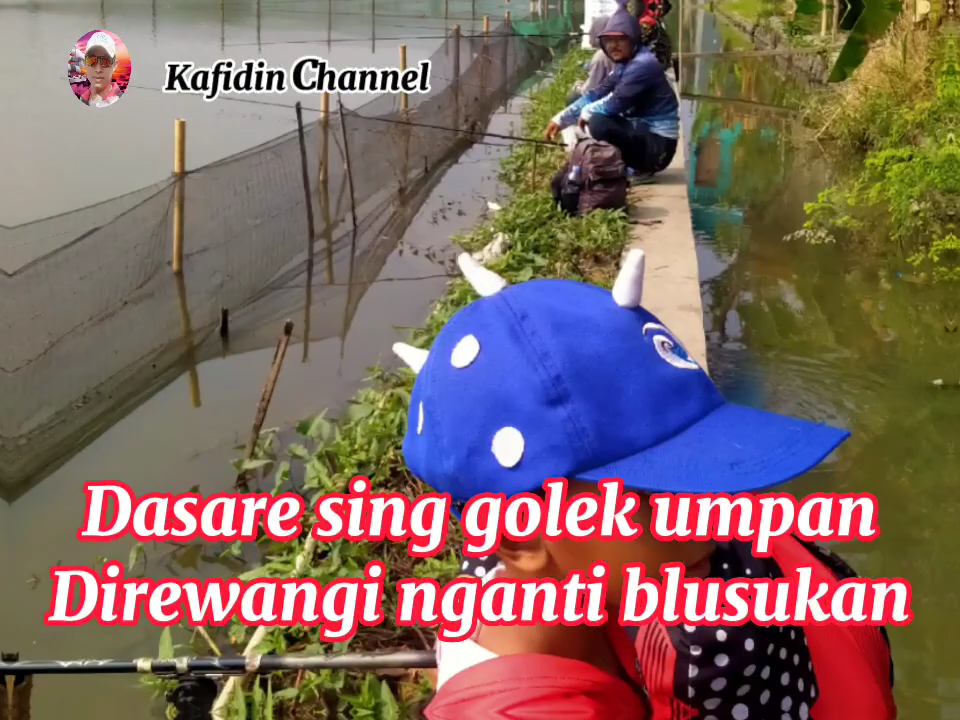 Kafidin Channel
Dasare sing golek umpan
Direwangi nganti blusukan